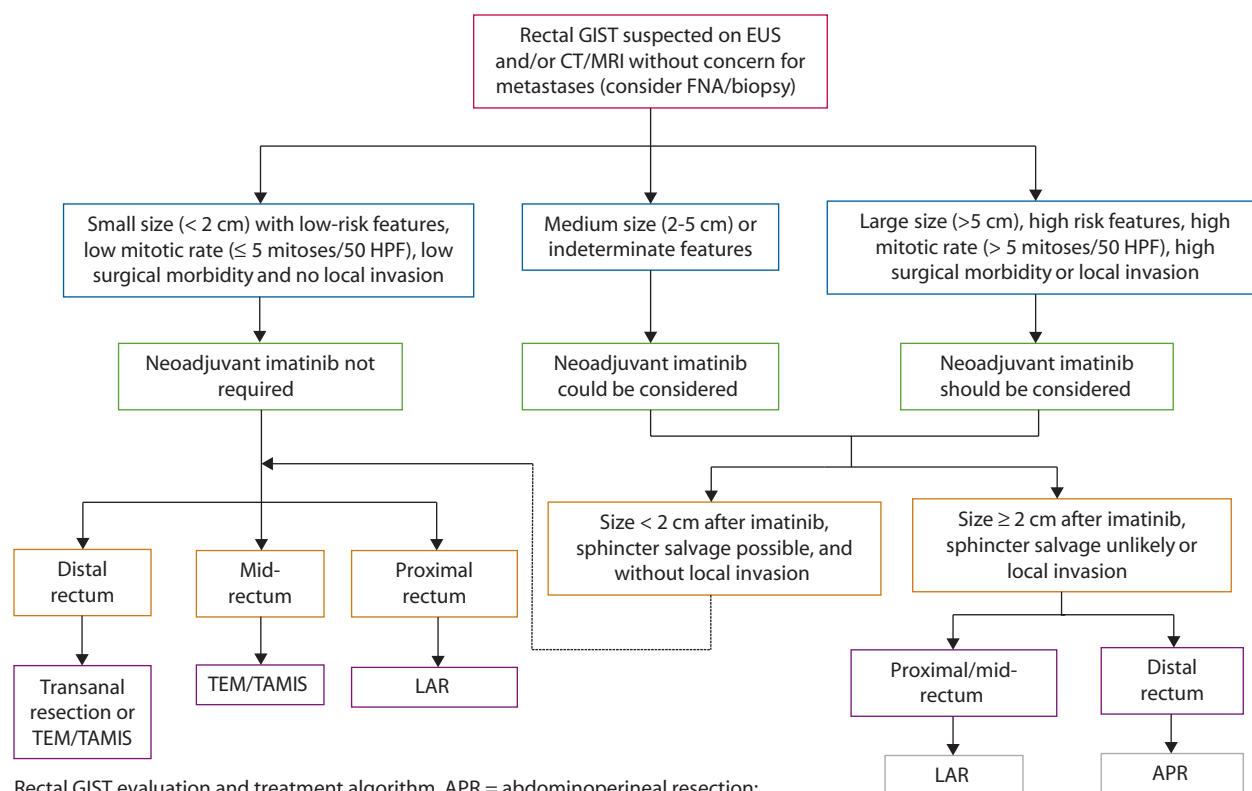 Rectal GIST suspected on EUS
and/or CT/MRI without concern for
metastases (consider FNA/biopsy)
Small size (< 2 cm) with low-risk features,
low mitotic rate (≤ 5 mitoses/50 HPF), low
surgical morbidity and no local invasion
Medium size (2-5 cm) or
indeterminate features
Large size (>5 cm), high risk features, high
mitotic rate (> 5 mitoses/50 HPF), high
surgical morbidity or local invasion
Neoadjuvant imatinib not
required
Neoadjuvant imatinib
could be considered
Neoadjuvant imatinib
should be considered
Size < 2 cm after imatinib,
sphincter salvage possible, and
without local invasion
Size ≥ 2 cm after imatinib,
sphincter salvage unlikely or
local invasion
Distal
rectum
Mid-
rectum
Proximal
rectum
Transanal
resection or
TEM/TAMIS
TEM/TAMIS
LAR
Proximal/mid-
rectum
Distal
rectum
LAR
APR
Rectal GIST evaluation and treatment algorithm. APR = abdominoperineal resection;